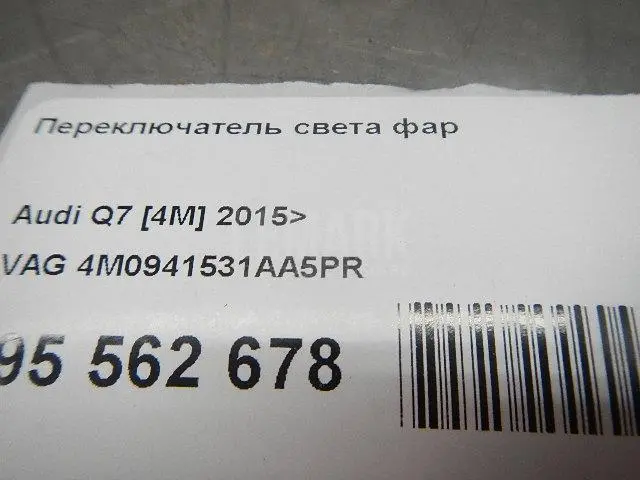 Переключатель света фар
Audi Q7 [4M] 2015>
VAG 4M0941531AA5PR
95 562 678